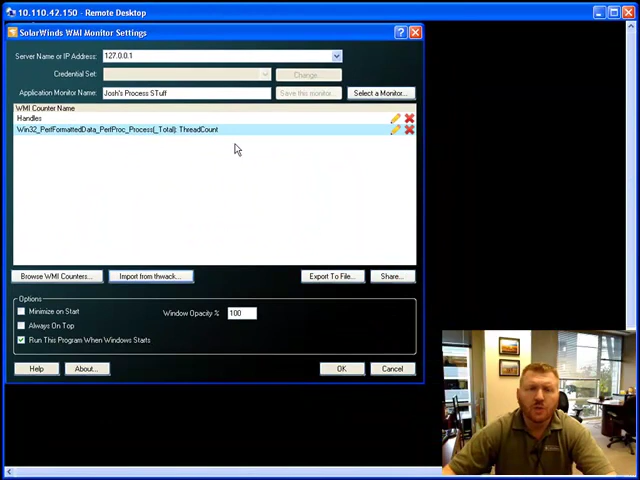 10.110.42.150 - Remote Desktop
SolarWinds WMI Monitor Settings
Server Name or IP Address: 127.0.0.1
Credential Set: Change...
Application Monitor Name: Josh's Process STuff Save this monitor... Select a Monitor...
WMI Counter Name
Handles
Win32_PerfFormattedData_PerfProc_Process(_Total): ThreadCount
Browse WMI Counters... Import from thwack... Export To File... Share...
Options
Minimize on Start Window Opacity % 100
Always On Top
Run This Program When Windows Starts
Help About... OK Cancel